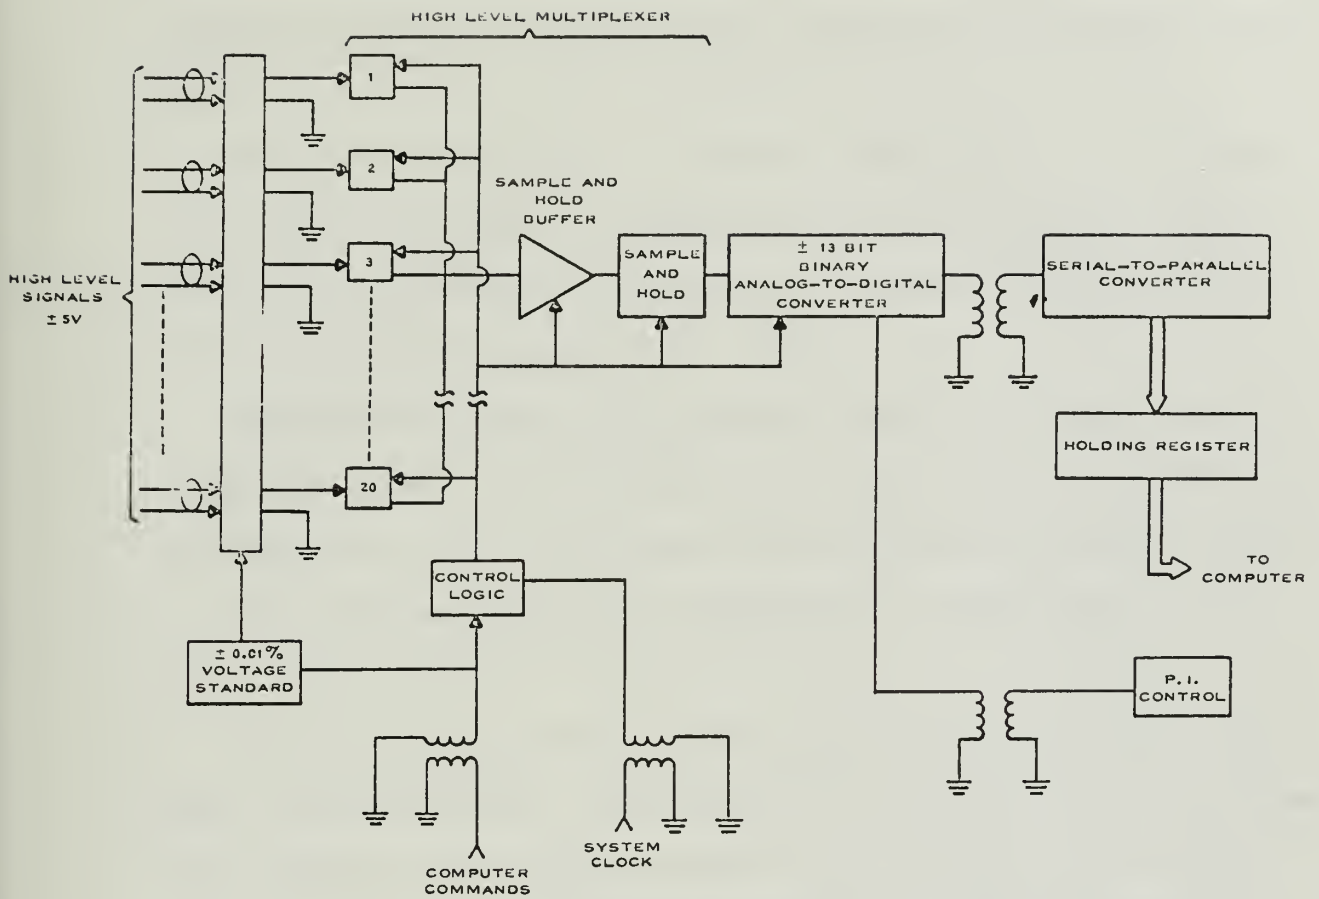 HIGH LEVEL MULTIPLEXER
1
2
SAMPLE AND
HOLD
BUFFER
3
SAMPLE
AND
HOLD
± 13 BIT
BINARY
ANALOG-TO-DIGITAL
CONVERTER
SERIAL-TO-PARALLEL
CONVERTER
HIGH LEVEL
SIGNALS
± 5V
HOLDING REGISTER
20
TO
COMPUTER
CONTROL
LOGIC
± 0.01%
VOLTAGE
STANDARD
P. I.
CONTROL
SYSTEM
CLOCK
COMPUTER
COMMANDS